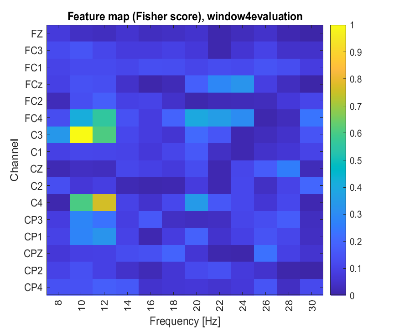 Feature map (Fisher score), window4evaluation
Channel
FZ
FC3
FC1
FCz
FC2
FC4
C3
C1
CZ
C2
C4
CP3
CP1
CPZ
CP2
CP4
8 10 12 14 16 18 20 22 24 26 28 30
Frequency [Hz]
1
0.9
0.8
0.7
0.6
0.5
0.4
0.3
0.2
0.1
0